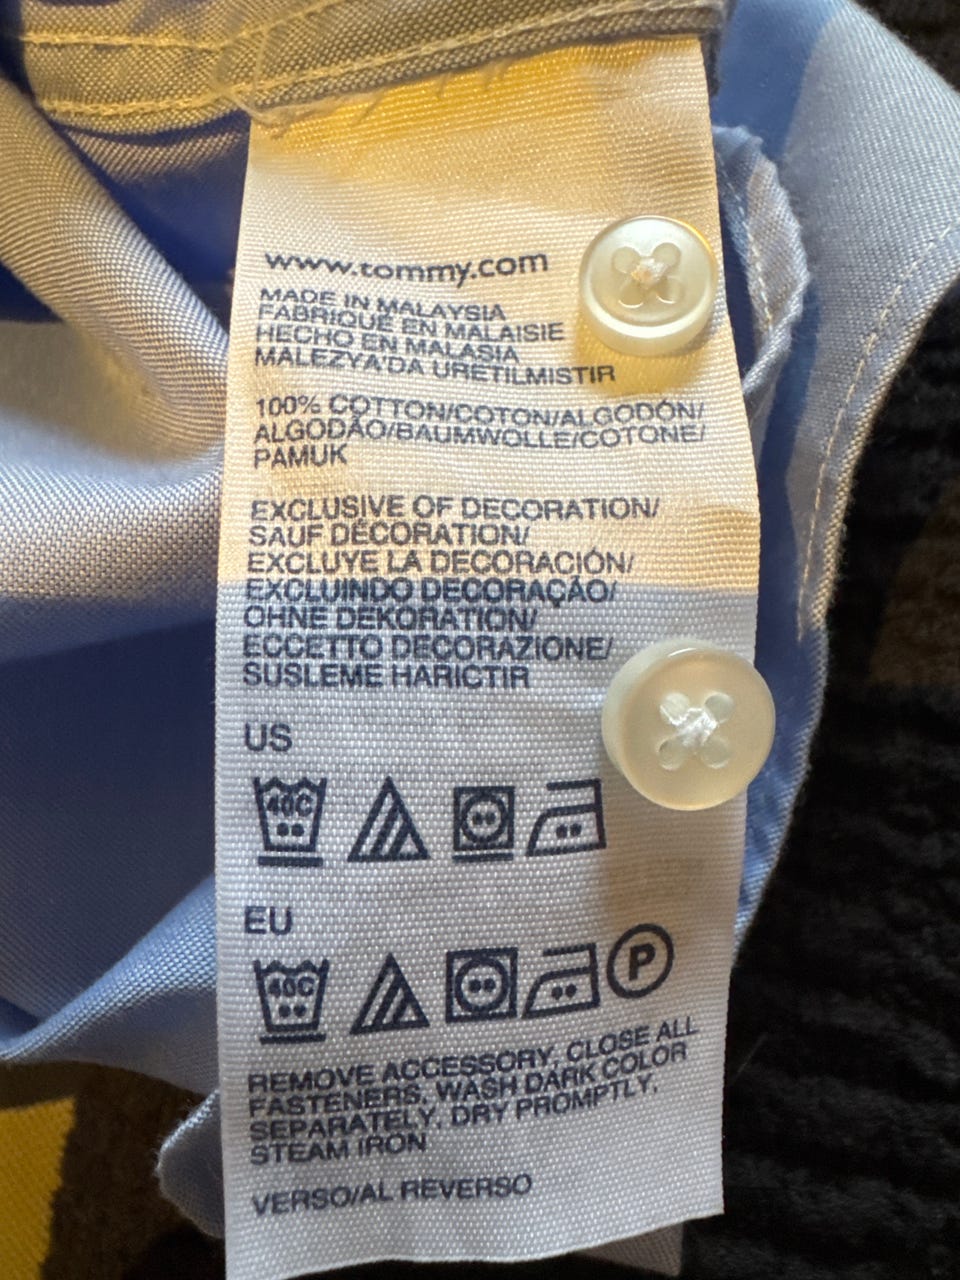 www.tommy.com
MADE IN MALAYSIA
FABRIQUÉ EN MALAISIE
HECHO EN MALASIA
MALEZYA'DA URETILMISTIR
100% COTTON/COTON/ALGODÓN/
ALGODÃO/BAUMWOLLE/COTONE/
PAMUK
EXCLUSIVE OF DECORATION/
SAUF DÉCORATION/
EXCLUYE LA DECORACIÓN/
EXCLUINDO DECORAÇÃO/
OHNE DEKORATION/
ECCETTO DECORAZIONE/
SUSLEME HARICTIR
US
40C
EU
40C P
REMOVE ACCESSORY, CLOSE ALL
FASTENERS, WASH DARK COLOR
SEPARATELY, DRY PROMPTLY,
STEAM IRON
VERSO/AL REVERSO